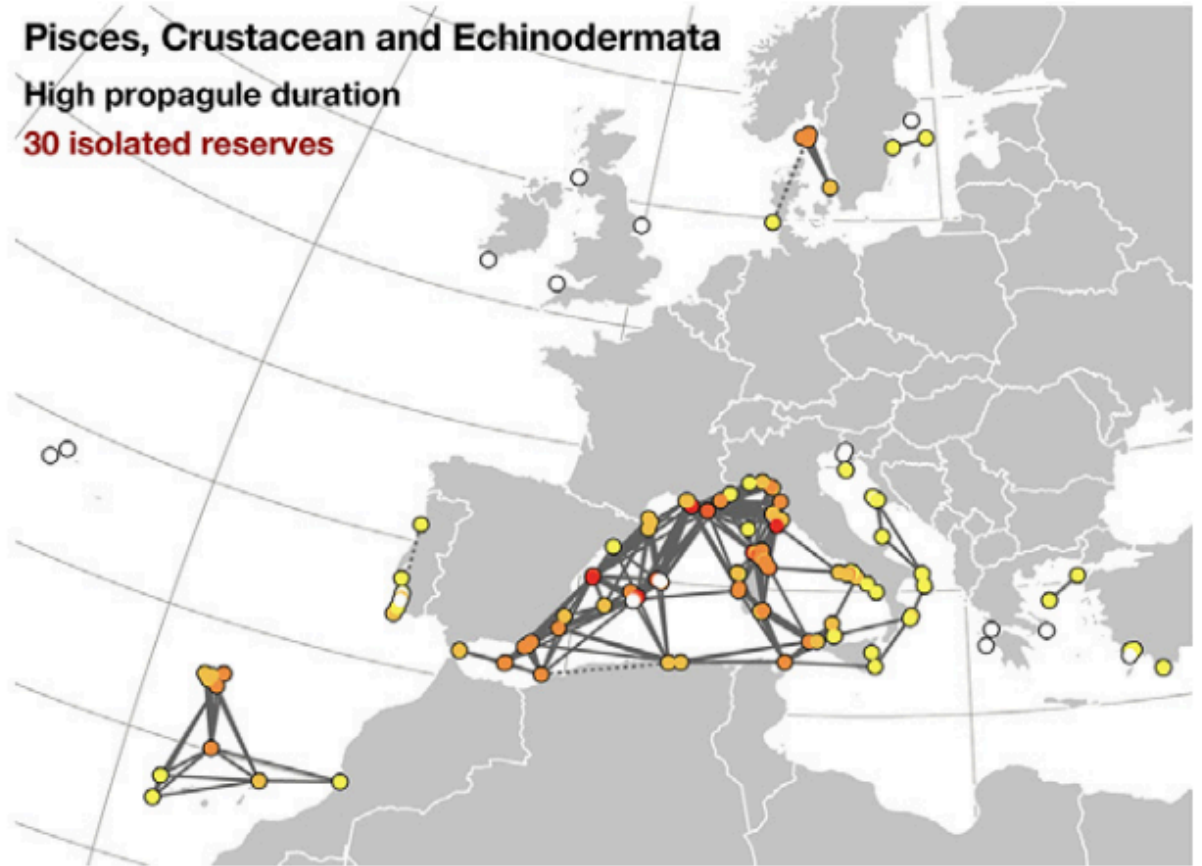 Pisces, Crustacean and Echinodermata
High propagule duration
30 isolated reserves